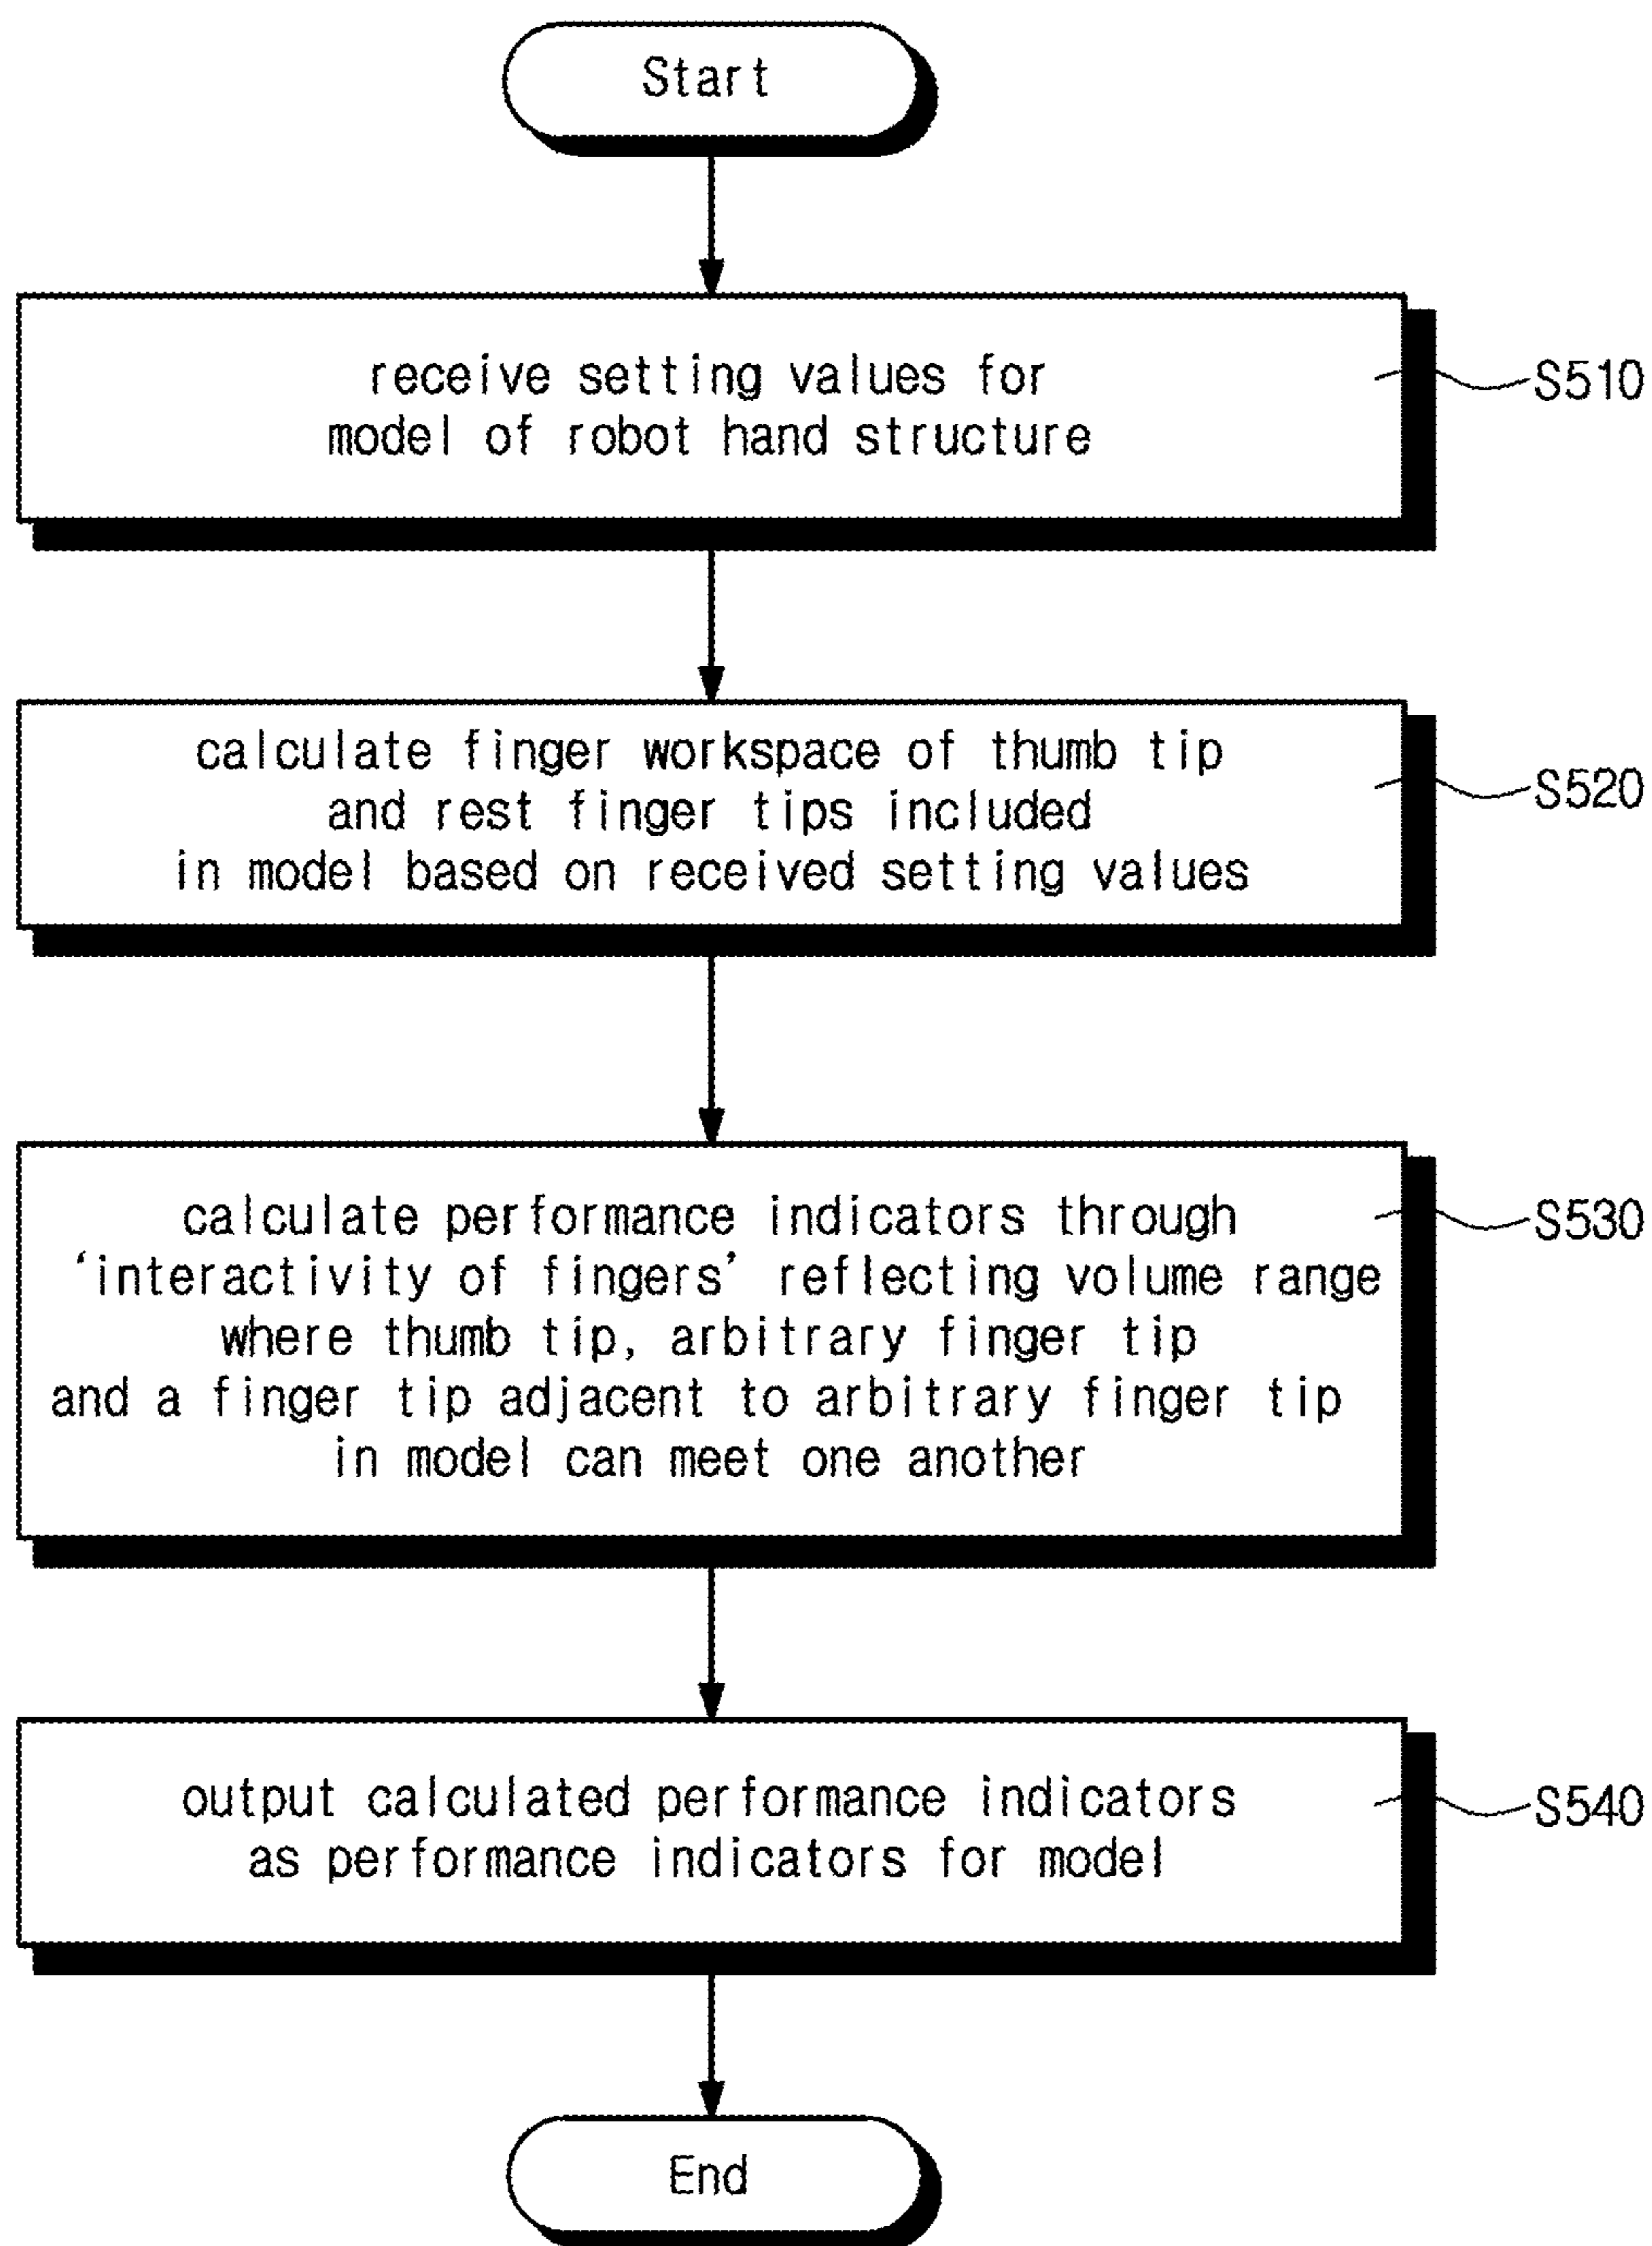 Start
receive setting values for
model of robot hand structure
S510
calculate finger workspace of thumb tip
and rest finger tips included
in model based on received setting values
S520
calculate performance indicators through
‘interactivity of fingers’ reflecting volume range
where thumb tip, arbitrary finger tip
and a finger tip adjacent to arbitrary finger tip
in model can meet one another
S530
output calculated performance indicators
as performance indicators for model
S540
End